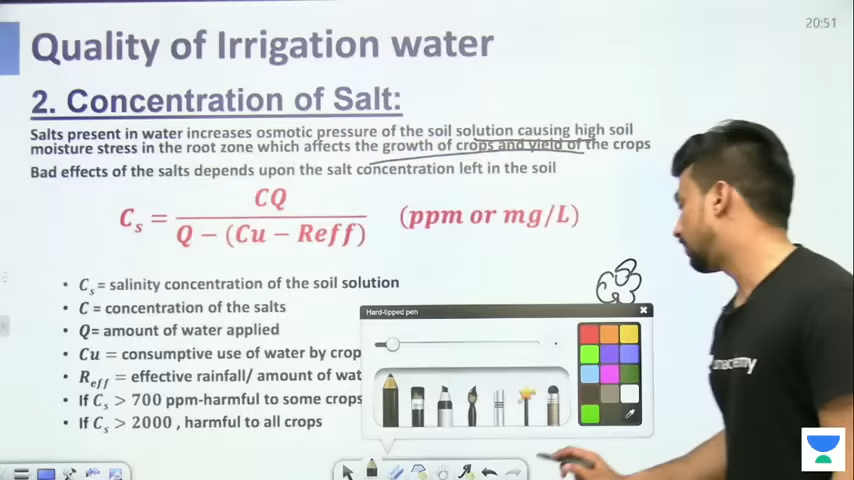 20:51
Quality of Irrigation water
2. Concentration of Salt:
Salts present in water increases osmotic pressure of the soil solution causing high soil
moisture stress in the root zone which affects the growth of crops and yield of the crops
Bad effects of the salts depends upon the salt concentration left in the soil
C_s = CQ / Q − (Cu − Reff) (ppm or mg/L)
• C_s = salinity concentration of the soil solution
• C = concentration of the salts
Hard-tipped pen
• Q= amount of water applied
• Cu = consumptive use of water by crop
• R_eff = effective rainfall/ amount of wat
• If C_s > 700 ppm-harmful to some crops
• If C_s > 2000 , harmful to all crops